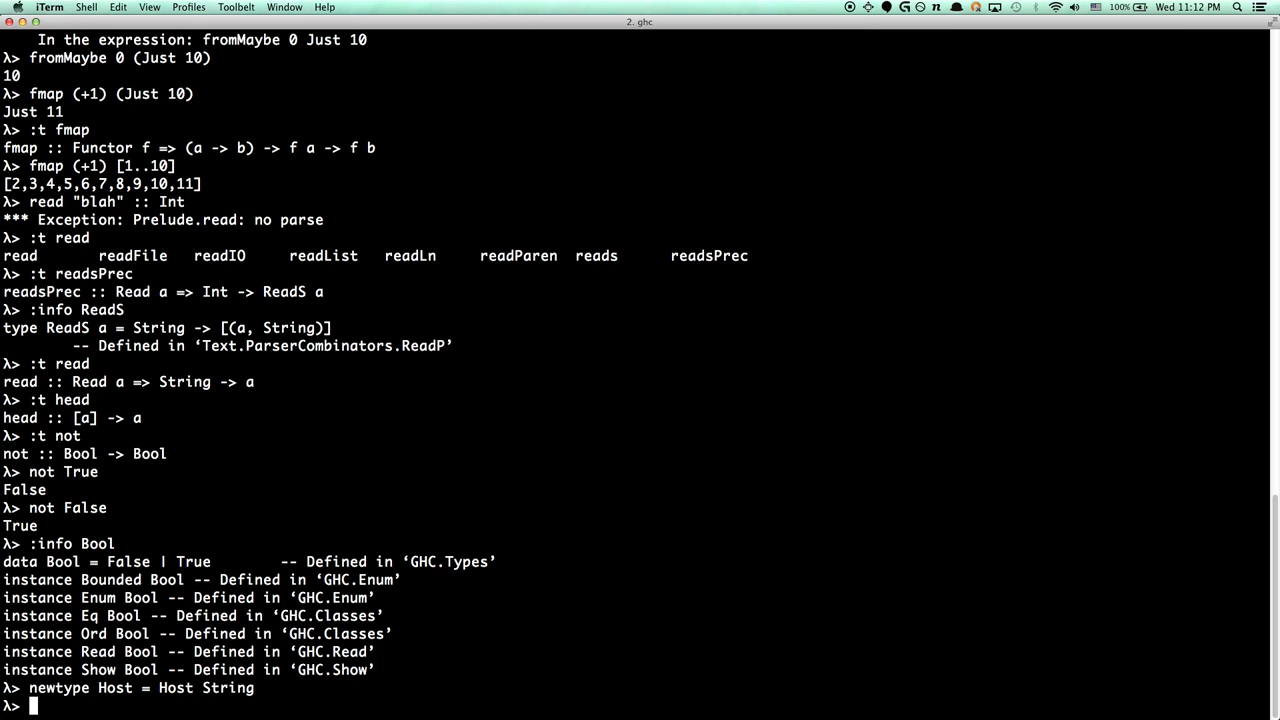 iTerm Shell Edit View Profiles Toolbelt Window Help 100% Wed 11:12 PM
2. ghc
In the expression: fromMaybe 0 Just 10
λ> fromMaybe 0 (Just 10)
10
λ> fmap (+1) (Just 10)
Just 11
λ> :t fmap
fmap :: Functor f => (a -> b) -> f a -> f b
λ> fmap (+1) [1..10]
[2,3,4,5,6,7,8,9,10,11]
λ> read "blah" :: Int
*** Exception: Prelude.read: no parse
λ> :t read
read readFile readIO readList readLn readParen reads readsPrec
λ> :t readsPrec
readsPrec :: Read a => Int -> ReadS a
λ> :info ReadS
type ReadS a = String -> [(a, String)]
-- Defined in ‘Text.ParserCombinators.ReadP’
λ> :t read
read :: Read a => String -> a
λ> :t head
head :: [a] -> a
λ> :t not
not :: Bool -> Bool
λ> not True
False
λ> not False
True
λ> :info Bool
data Bool = False | True -- Defined in ‘GHC.Types’
instance Bounded Bool -- Defined in ‘GHC.Enum’
instance Enum Bool -- Defined in ‘GHC.Enum’
instance Eq Bool -- Defined in ‘GHC.Classes’
instance Ord Bool -- Defined in ‘GHC.Classes’
instance Read Bool -- Defined in ‘GHC.Read’
instance Show Bool -- Defined in ‘GHC.Show’
λ> newtype Host = Host String
λ>